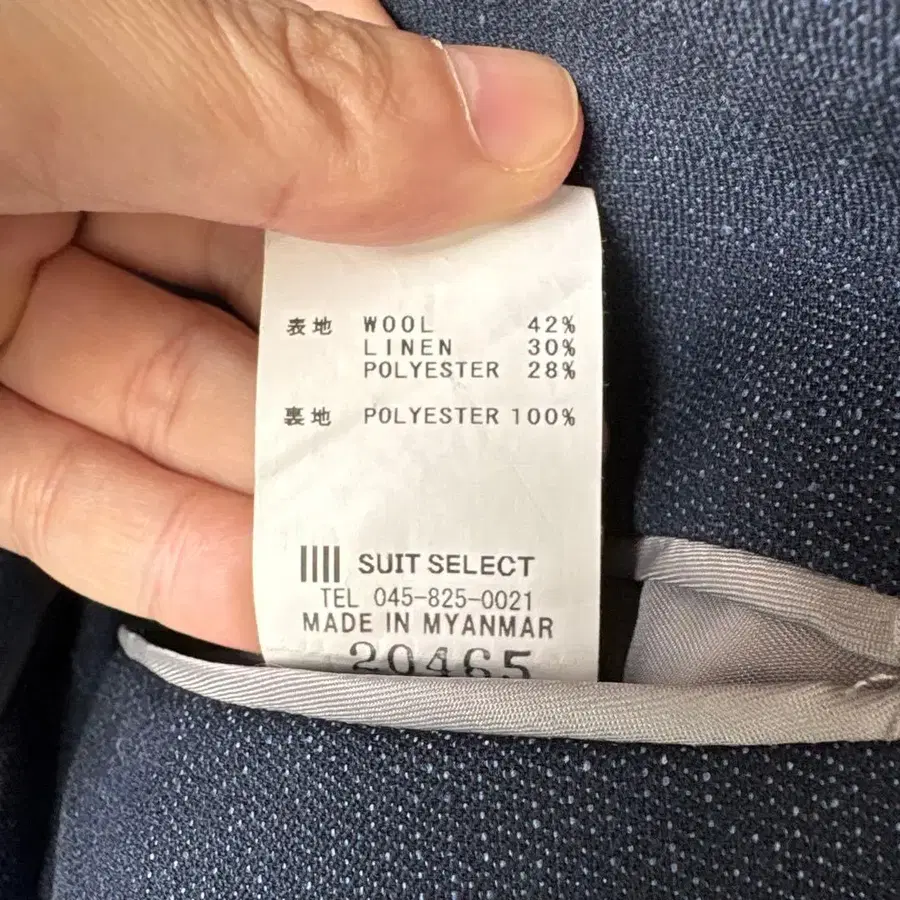 表地 WOOL 42%
LINEN 30%
POLYESTER 28%
裏地 POLYESTER 100%
SUIT SELECT
TEL 045-825-0021
MADE IN MYANMAR
20465